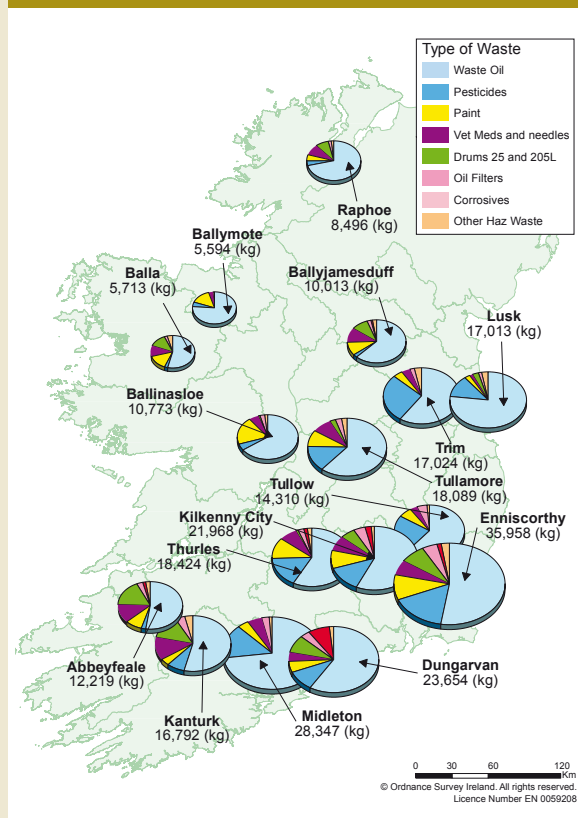 Type of Waste
Waste Oil
Pesticides
Paint
Vet Meds and needles
Drums 25 and 205L
Oil Filters
Corrosives
Other Haz Waste
Raphoe
8,496 (kg)
Ballymote
5,594 (kg)
Balla
5,713 (kg)
Ballyjamesduff
10,013 (kg)
Lusk
17,013 (kg)
Ballinasloe
10,773 (kg)
Trim
17,024 (kg)
Tullamore
18,089 (kg)
Tullow
14,310 (kg)
Kilkenny City
21,968 (kg)
Enniscorthy
35,958 (kg)
Thurles
18,424 (kg)
Abbeyfeale
12,219 (kg)
Dungarvan
23,654 (kg)
Kanturk
16,792 (kg)
Midleton
28,347 (kg)
0 30 60 120
Km
© Ordnance Survey Ireland. All rights reserved.
Licence Number EN 0059208